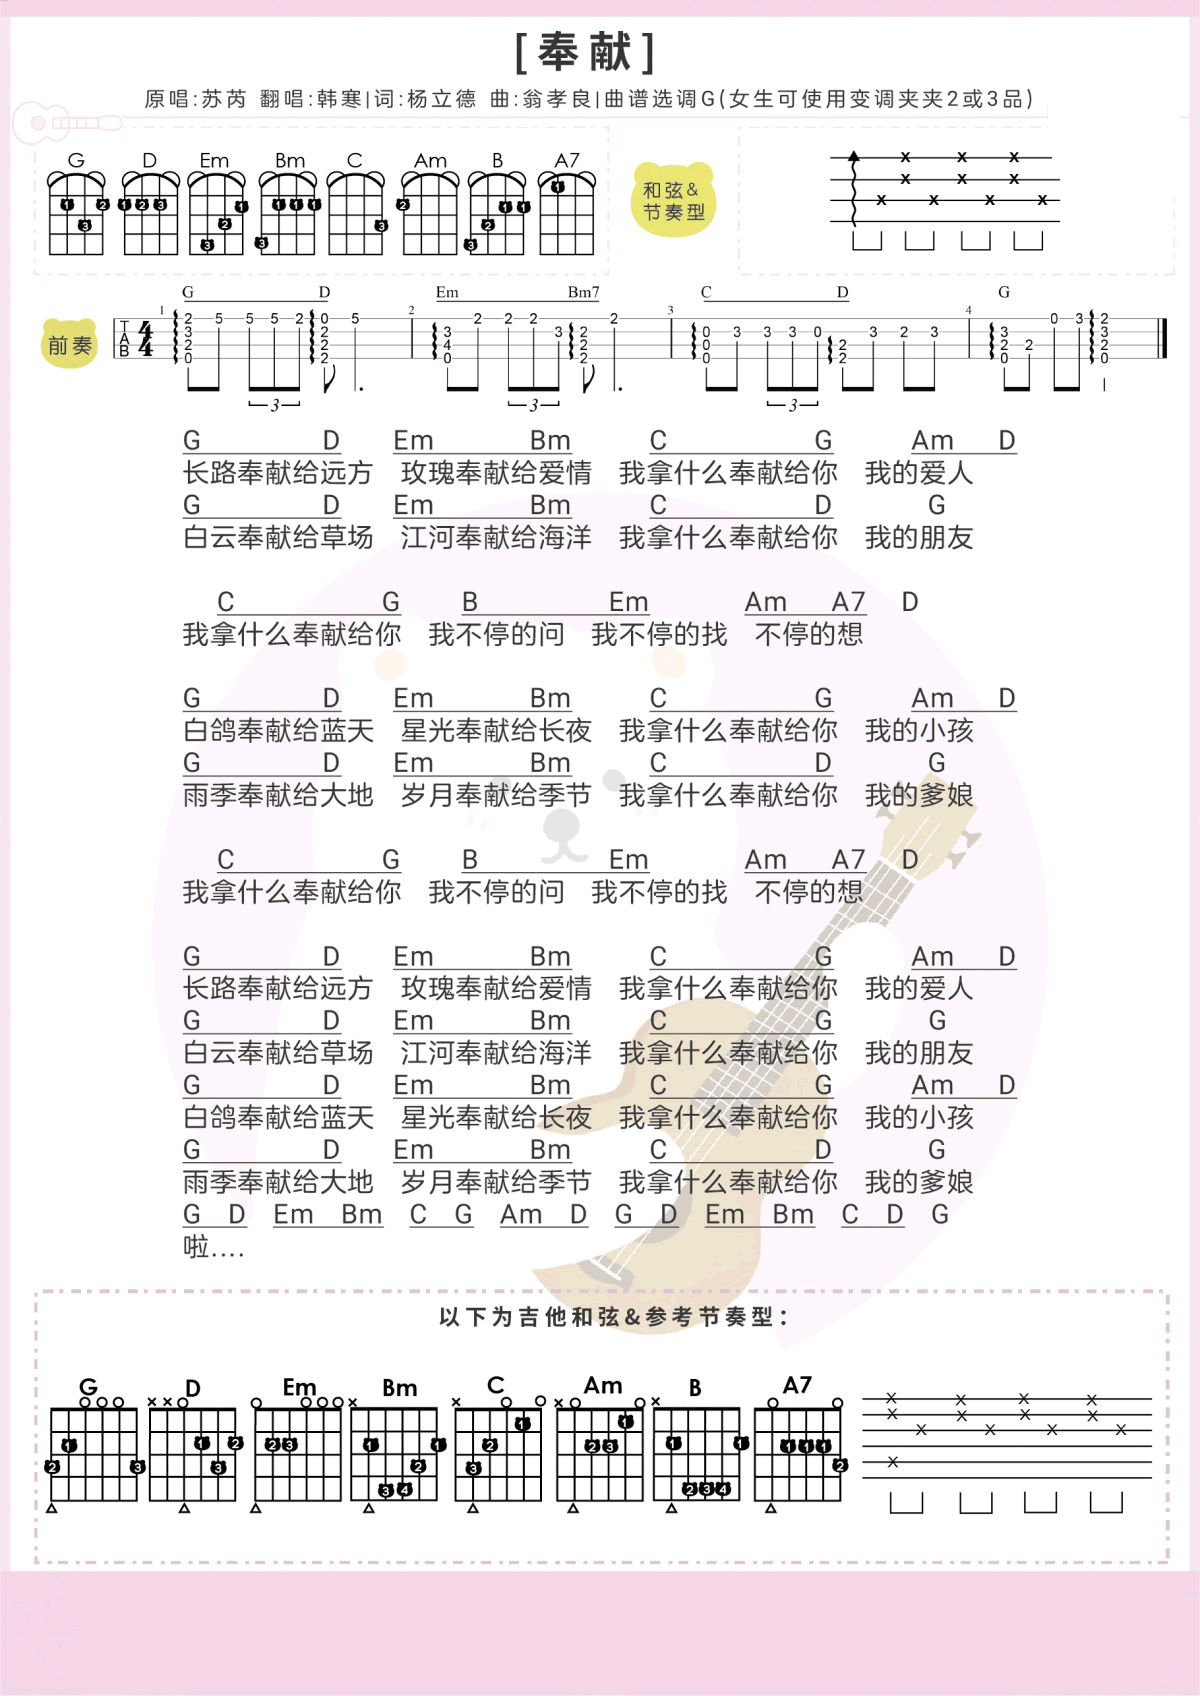 [奉献]
原唱:苏芮 翻唱:韩寒|词:杨立德 曲:翁孝良|曲谱选调G(女生可使用变调夹夹2或3品)
G D Em Bm C Am B A7
和弦&
节奏型
前奏
G D Em Bm7 C D G
G D Em Bm C G Am D
长路奉献给远方 玫瑰奉献给爱情 我拿什么奉献给你 我的爱人
G D Em Bm C D G
白云奉献给草场 江河奉献给海洋 我拿什么奉献给你 我的朋友
C G B Em Am A7 D
我拿什么奉献给你 我不停的问 我不停的找 不停的想
G D Em Bm C G Am D
白鸽奉献给蓝天 星光奉献给长夜 我拿什么奉献给你 我的小孩
G D Em Bm C D G
雨季奉献给大地 岁月奉献给季节 我拿什么奉献给你 我的爹娘
C G B Em Am A7 D
我拿什么奉献给你 我不停的问 我不停的找 不停的想
G D Em Bm C G Am D
长路奉献给远方 玫瑰奉献给爱情 我拿什么奉献给你 我的爱人
G D Em Bm C G G
白云奉献给草场 江河奉献给海洋 我拿什么奉献给你 我的朋友
G D Em Bm C G Am D
白鸽奉献给蓝天 星光奉献给长夜 我拿什么奉献给你 我的小孩
G D Em Bm C D G
雨季奉献给大地 岁月奉献给季节 我拿什么奉献给你 我的爹娘
G D Em Bm C G Am D G D Em Bm C D G
啦....
以下为吉他和弦&参考节奏型:
G D Em Bm C Am B A7